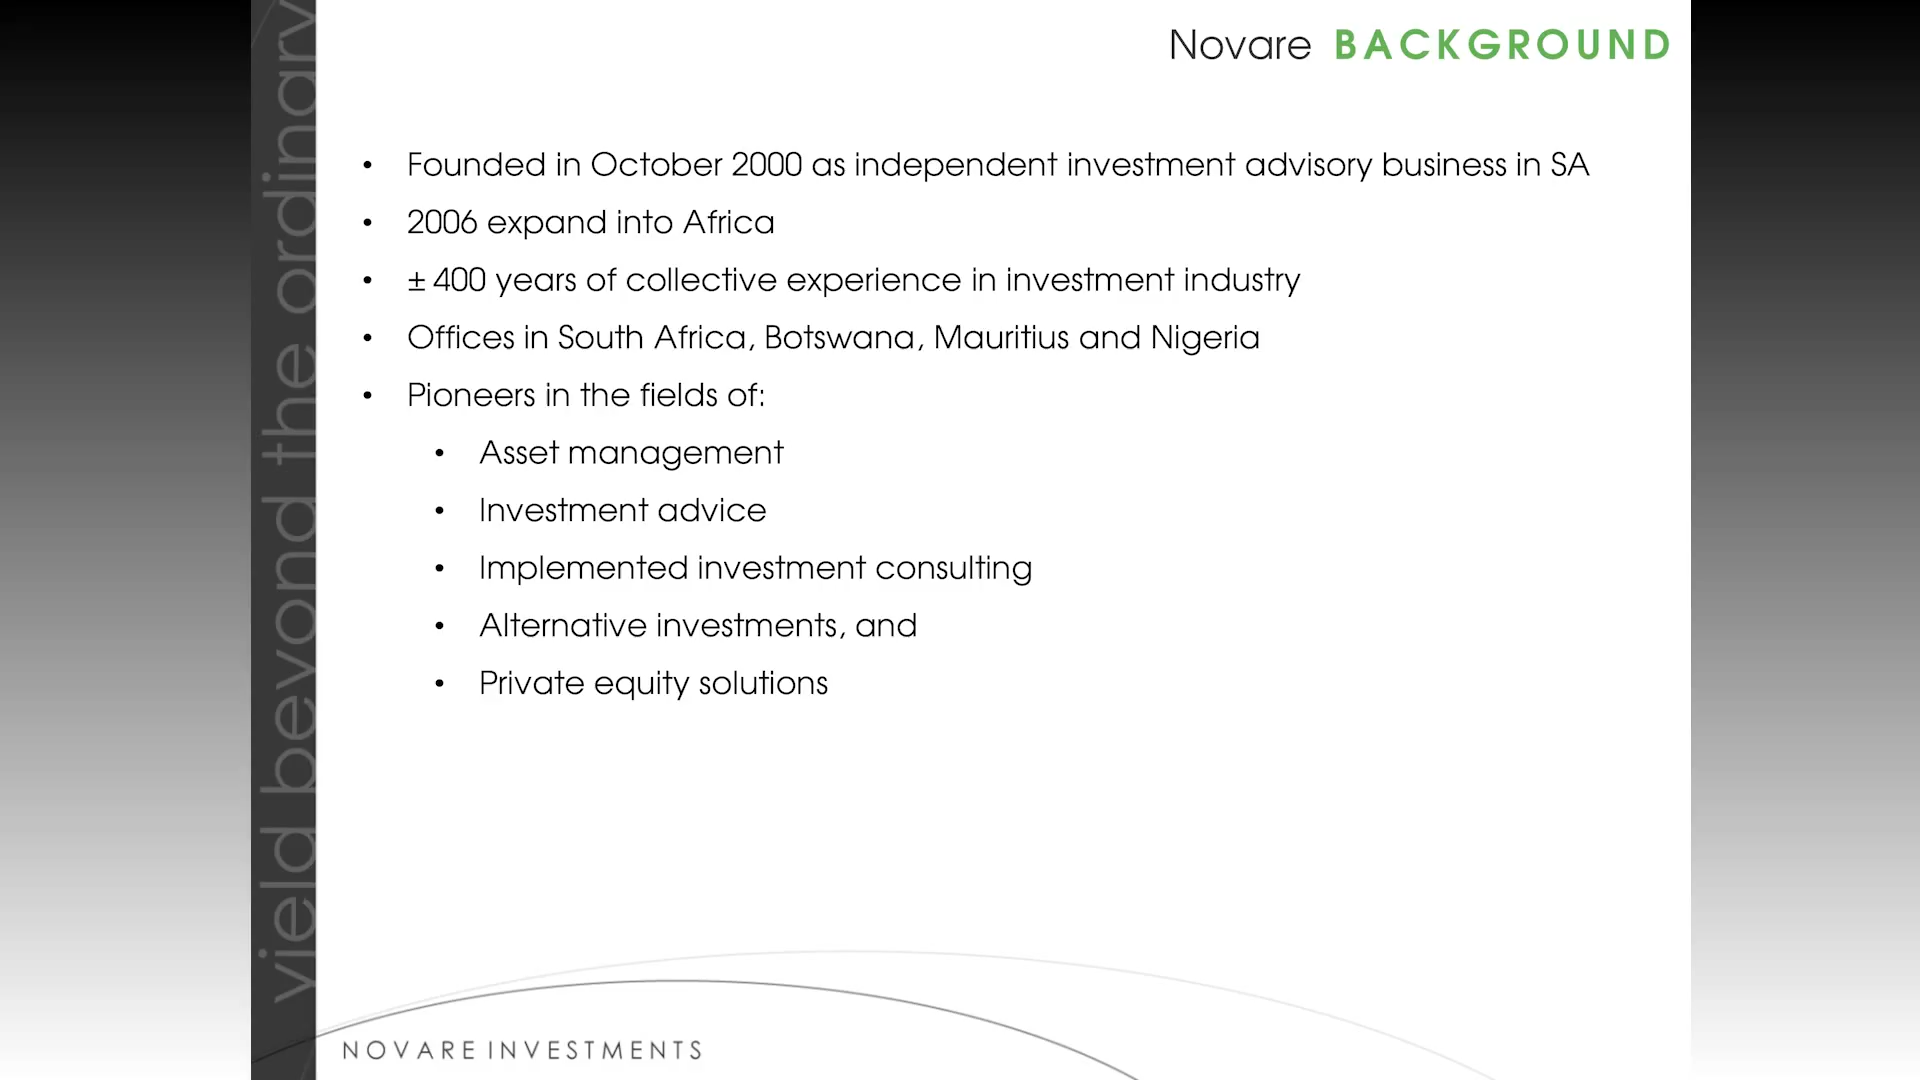 Novare BACKGROUND
• Founded in October 2000 as independent investment advisory business in SA
• 2006 expand into Africa
• ± 400 years of collective experience in investment industry
• Offices in South Africa, Botswana, Mauritius and Nigeria
• Pioneers in the fields of:
• Asset management
• Investment advice
• Implemented investment consulting
• Alternative investments, and
• Private equity solutions
yield beyond the ordinary
NOVARE INVESTMENTS